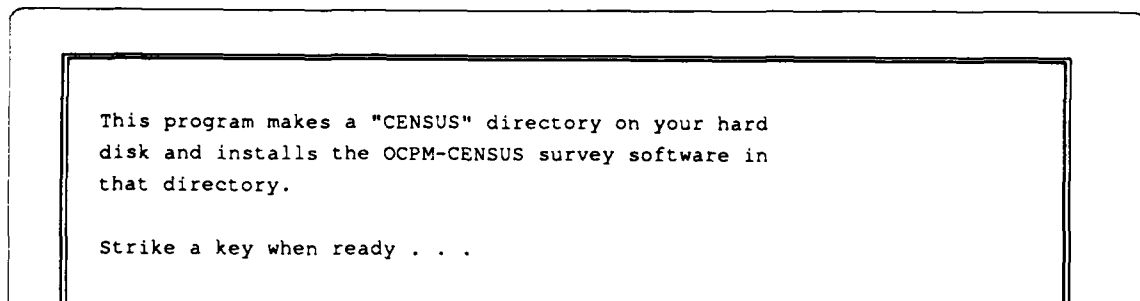 This program makes a "CENSUS" directory on your hard
disk and installs the OCPM-CENSUS survey software in
that directory.
Strike a key when ready . . .